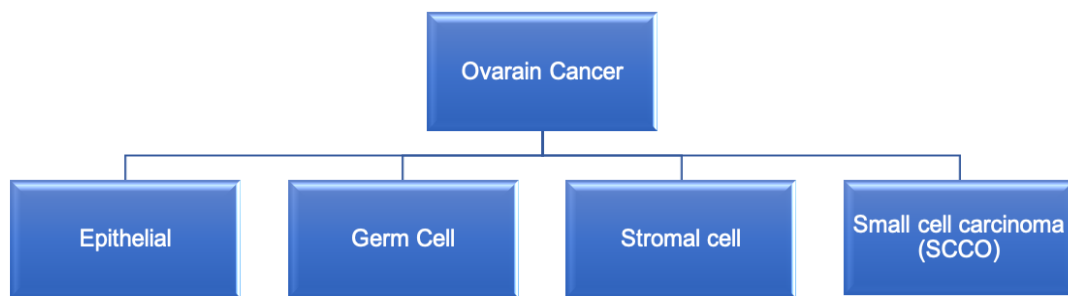 Ovarain Cancer
Epithelial
Germ Cell
Stromal cell
Small cell carcinoma
(SCCO)